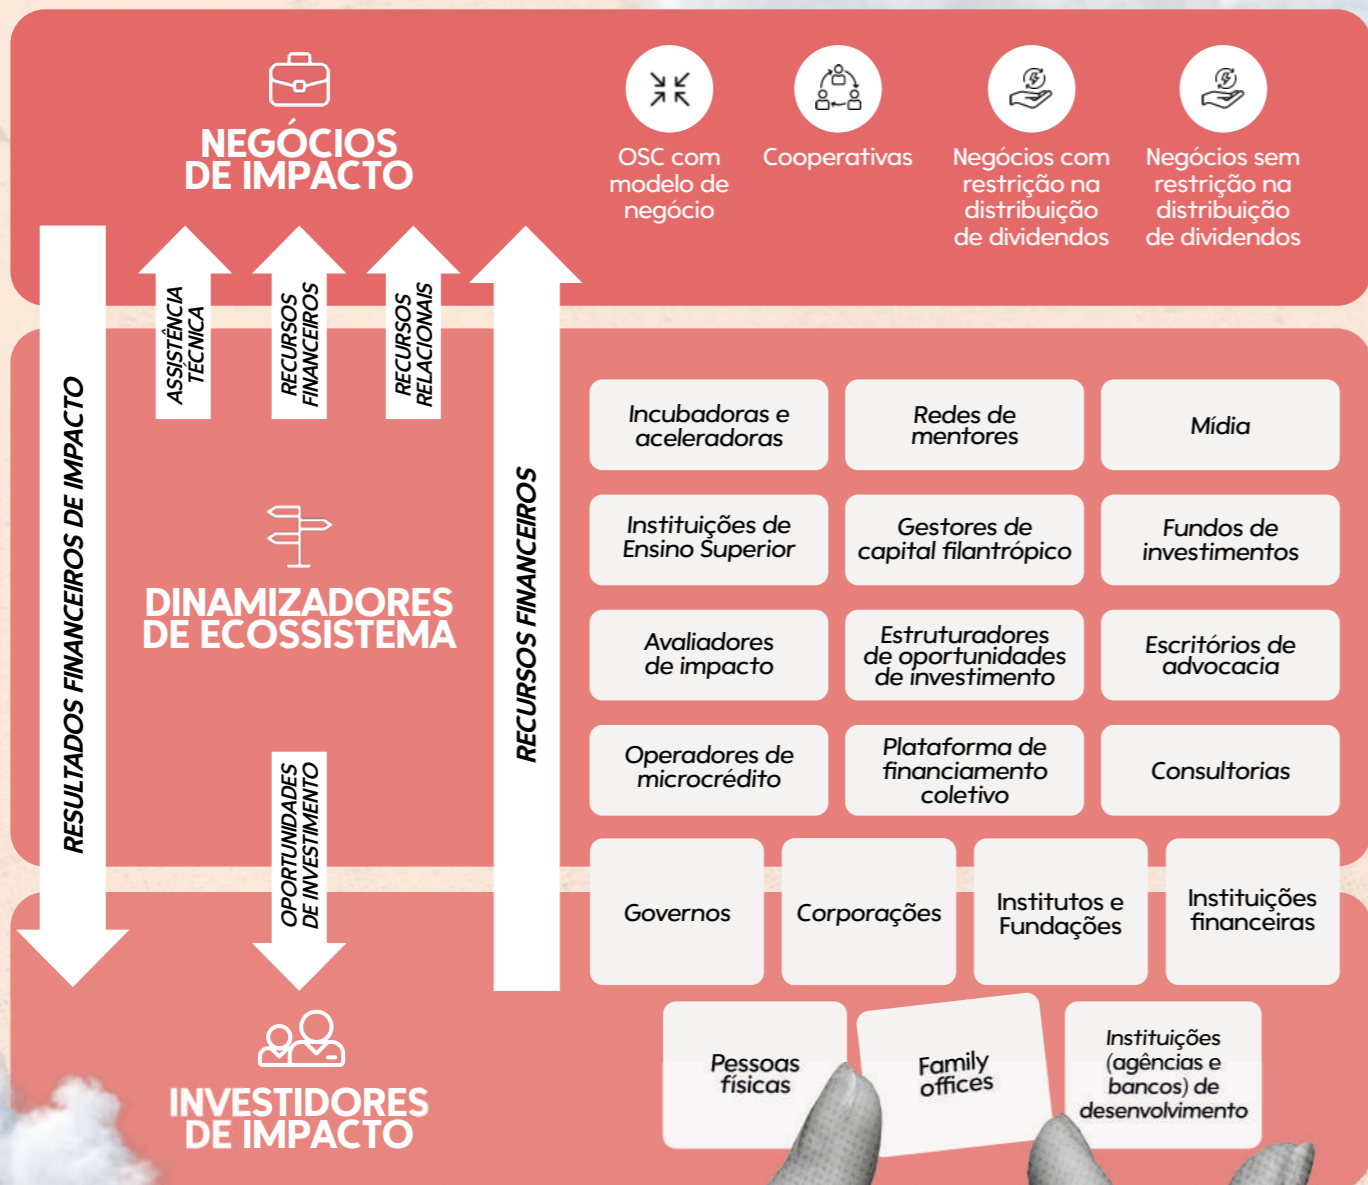 NEGÓCIOS
DE IMPACTO
OSC com
modelo de
negócio
Cooperativas
Negócios com
restrição na
distribuição
de dividendos
Negócios sem
restrição na
distribuição
de dividendos
RESULTADOS FINANCEIROS DE IMPACTO
ASSISTÊNCIA
TÉCNICA
RECURSOS
FINANCEIROS
RECURSOS
RELACIONAIS
RECURSOS FINANCEIROS
DINAMIZADORES
DE ECOSSISTEMA
Incubadoras e
aceleradoras
Redes de
mentores
Mídia
Instituições de
Ensino Superior
Gestores de
capital filantrópico
Fundos de
investimentos
Avaliadores
de impacto
Estruturadores
de oportunidades
de investimento
Escritórios de
advocacia
Operadores de
microcrédito
Plataforma de
financiamento
coletivo
Consultorias
OPORTUNIDADES
DE INVESTIMENTO
Governos
Corporações
Institutos e
Fundações
Instituições
financeiras
INVESTIDORES
DE IMPACTO
Pessoas
físicas
Family
offices
Instituições
(agências e
bancos) de
desenvolvimento